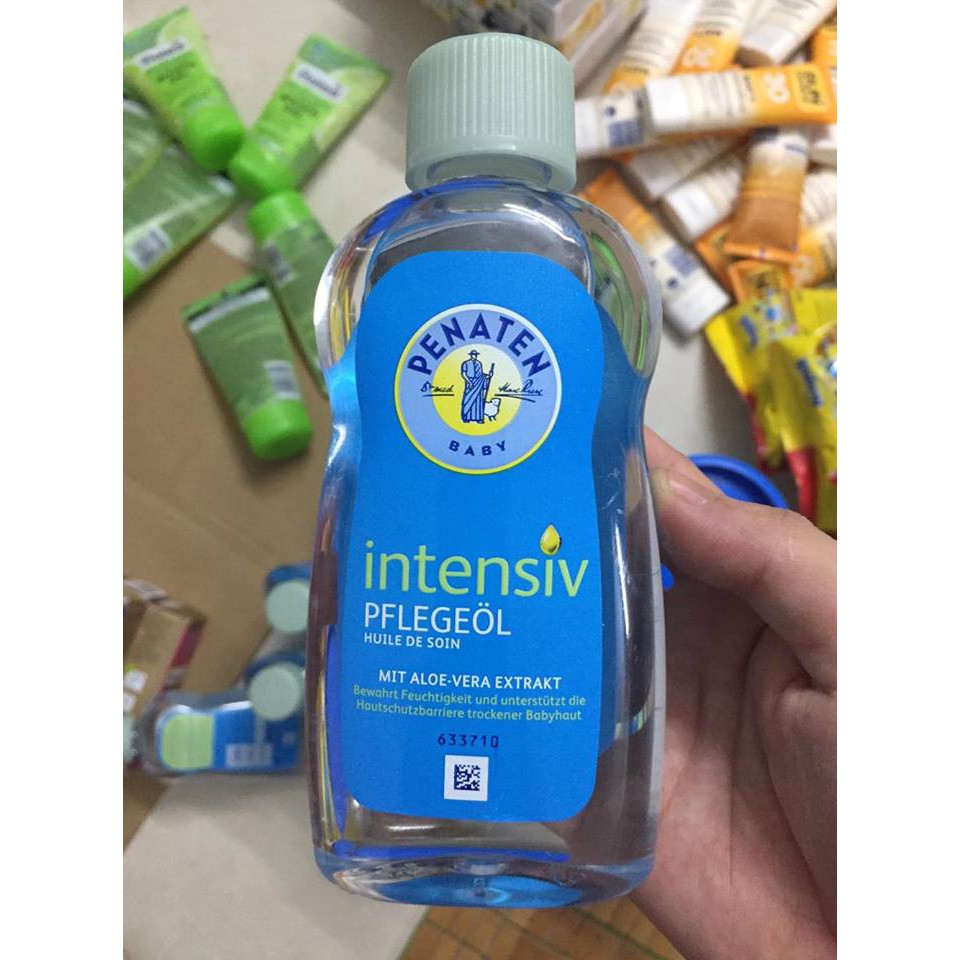 PENATEN
BABY
intensiv
PFLEGEÖL
HUILE DE SOIN
MIT ALOE-VERA EXTRAKT
Bewahrt Feuchtigkeit und unterstützt die
Hautschutzbarriere trockener Babyhaut
633710